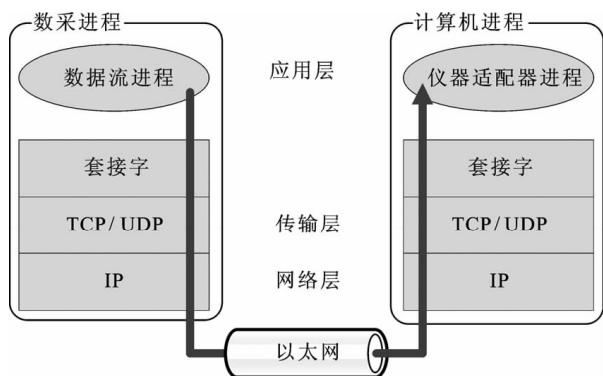 数采进程
计算机进程
数据流进程
应用层
仪器适配器进程
套接字
套接字
TCP/UDP
传输层
TCP/UDP
IP
网络层
IP
以太网